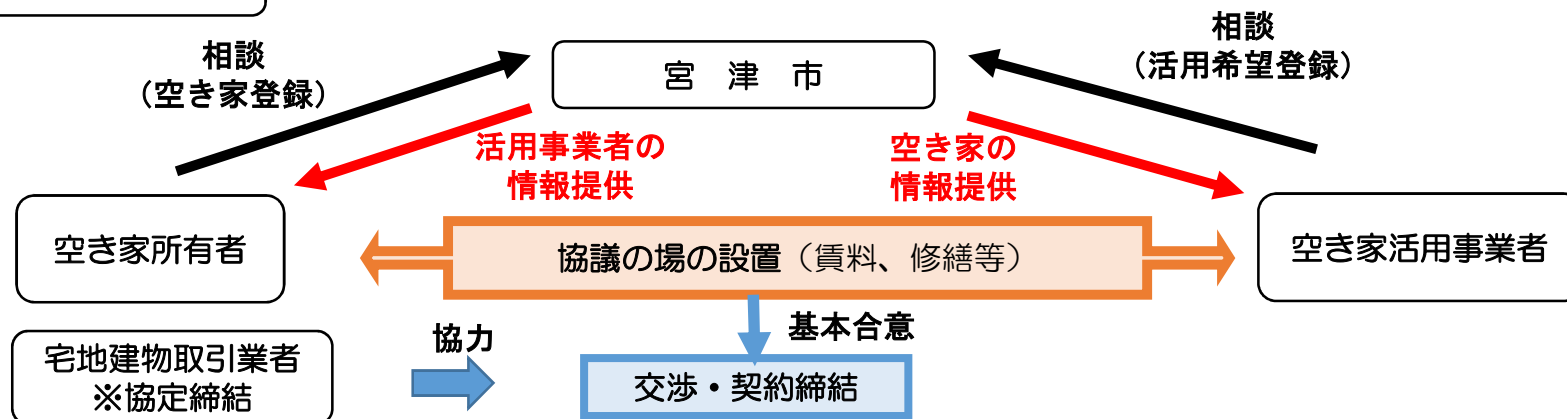 相談
（空き家登録）
宮　津　市
相談
（活用希望登録）
活用事業者の
情報提供
空き家の
情報提供
空き家所有者
協議の場の設置（賃料、修繕等）
空き家活用事業者
宅地建物取引業者
※協定締結
協力
基本合意
交渉・契約締結